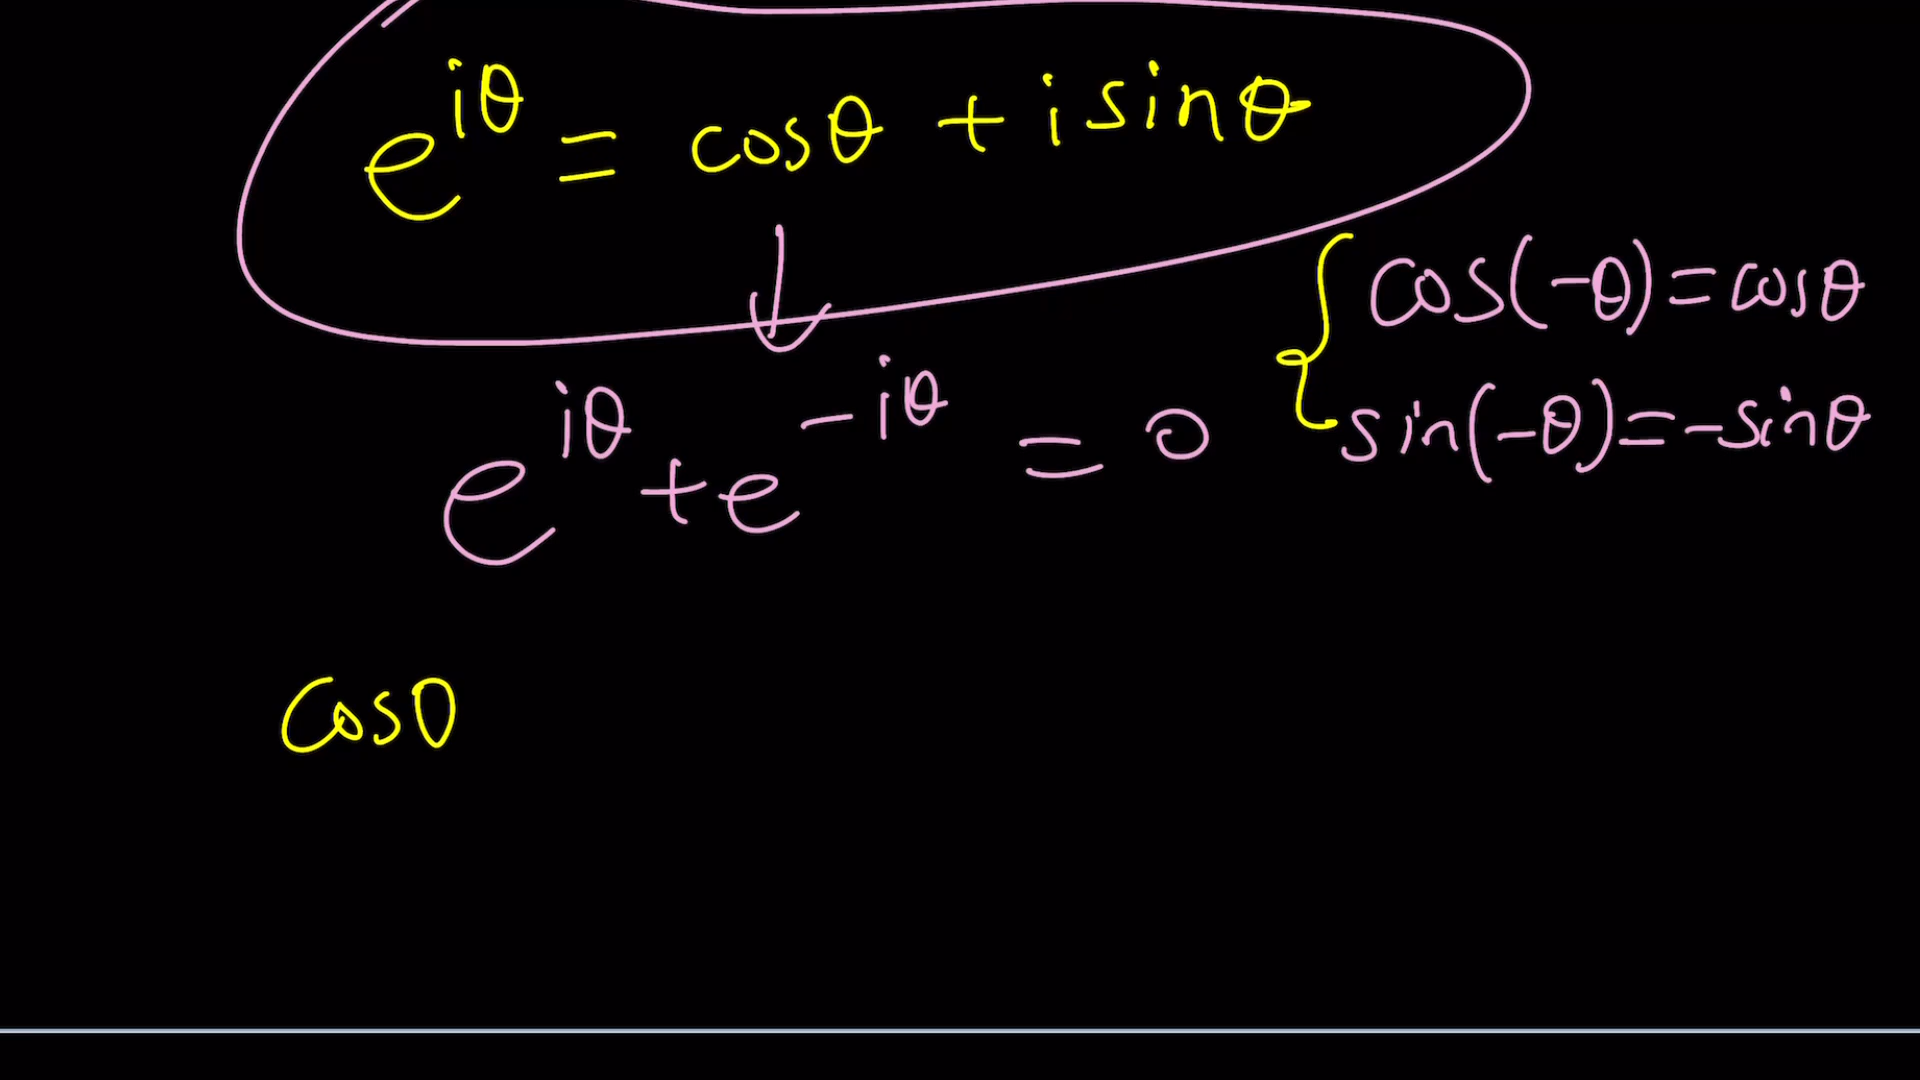 e^{iθ} = cosθ + i sinθ
cos(-θ) = cosθ
sin(-θ) = -sinθ
e^{iθ} + e^{-iθ} = 0
cos0